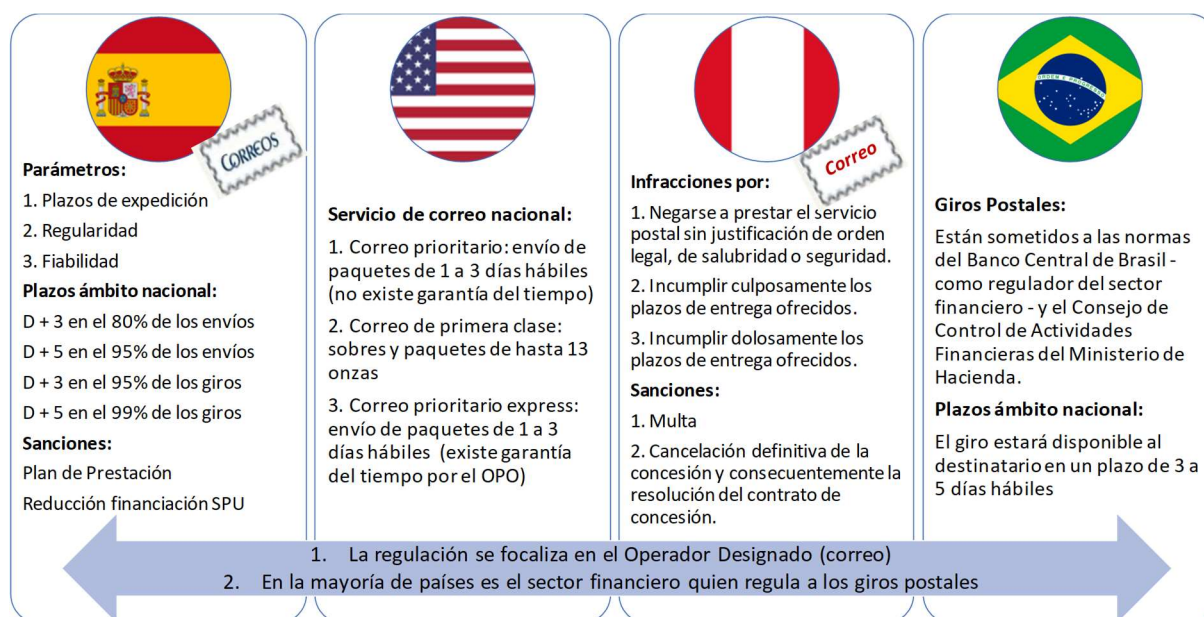 CORREOS
Parámetros:
1. Plazos de expedición
2. Regularidad
3. Fiabilidad
Plazos ámbito nacional:
D + 3 en el 80% de los envíos
D + 5 en el 95% de los envíos
D + 3 en el 95% de los giros
D + 5 en el 99% de los giros
Sanciones:
Plan de Prestación
Reducción financiación SPU
Servicio de correo nacional:
1. Correo prioritario: envío de
paquetes de 1 a 3 días hábiles
(no existe garantía del tiempo)
2. Correo de primera clase:
sobres y paquetes de hasta 13
onzas
3. Correo prioritario express:
envío de paquetes de 1 a 3
días hábiles (existe garantía
del tiempo por el OPO)
Correo
Infracciones por:
1. Negarse a prestar el servicio
postal sin justificación de orden
legal, de salubridad o seguridad.
2. Incumplir culposamente los
plazos de entrega ofrecidos.
3. Incumplir dolosamente los
plazos de entrega ofrecidos.
Sanciones:
1. Multa
2. Cancelación definitiva de la
concesión y consecuentemente la
resolución del contrato de
concesión.
ORDEM E PROGRESSO
Giros Postales:
Están sometidos a las normas
del Banco Central de Brasil -
como regulador del sector
financiero - y el Consejo de
Control de Actividades
Financieras del Ministerio de
Hacienda.
Plazos ámbito nacional:
El giro estará disponible al
destinatario en un plazo de 3 a
5 días hábiles
1. La regulación se focaliza en el Operador Designado (correo)
2. En la mayoría de países es el sector financiero quien regula a los giros postales